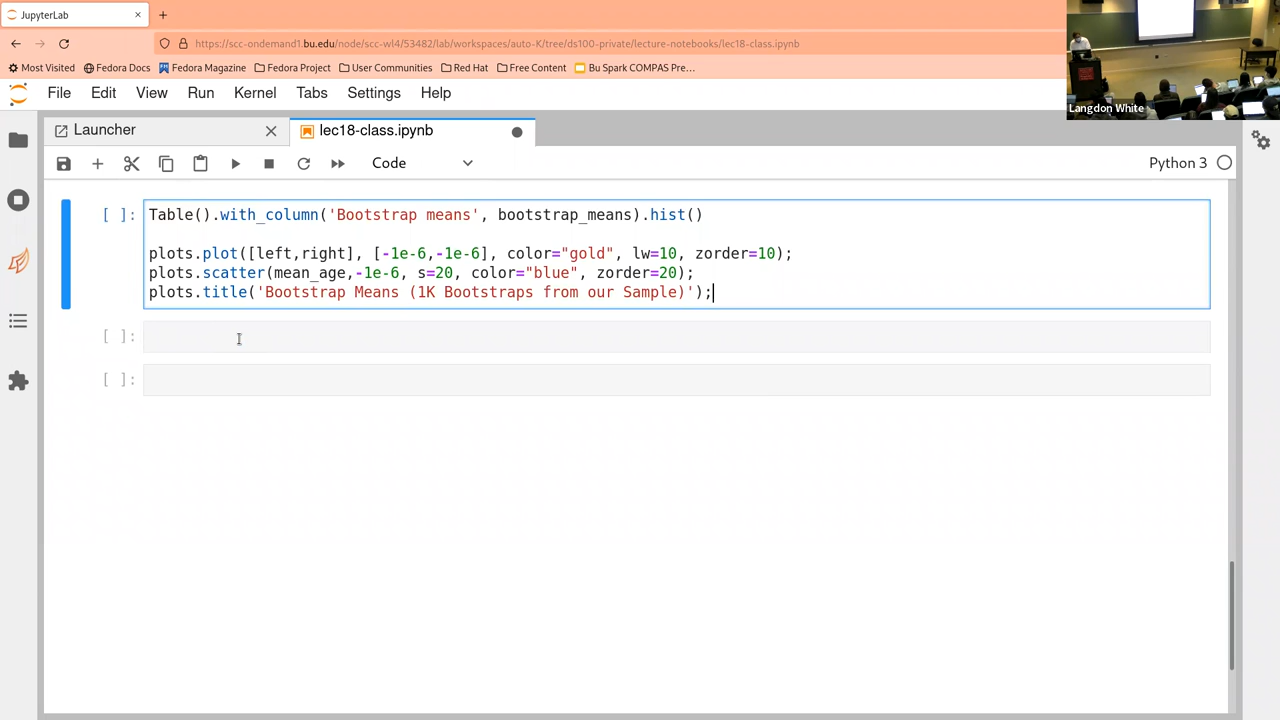 JupyterLab
https://scc-ondemand1.bu.edu/node/scc-wl4/53482/lab/workspaces/auto-K/tree/ds100-private/lecture-notebooks/lec18-class.ipynb
Most Visited Fedora Docs Fedora Magazine Fedora Project User Communities Red Hat Free Content Bu Spark COMPAS Pre…
Langdon White
File Edit View Run Kernel Tabs Settings Help
Launcher lec18-class.ipynb
Code Python 3
[ ]: Table().with_column('Bootstrap means', bootstrap_means).hist()
plots.plot([left,right], [-1e-6,-1e-6], color="gold", lw=10, zorder=10);
plots.scatter(mean_age,-1e-6, s=20, color="blue", zorder=20);
plots.title('Bootstrap Means (1K Bootstraps from our Sample)');
[ ]:
[ ]: